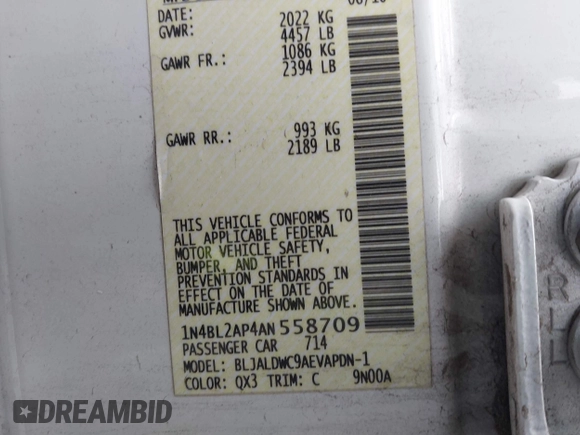 DATE:
GVWR: 2022 KG
4457 LB
GAWR FR.: 1086 KG
2394 LB
GAWR RR.: 993 KG
2189 LB
THIS VEHICLE CONFORMS TO
ALL APPLICABLE FEDERAL
MOTOR VEHICLE SAFETY,
BUMPER, AND THEFT
PREVENTION STANDARDS IN
EFFECT ON THE DATE OF
MANUFACTURE SHOWN ABOVE.
1N4BL2AP4AN558709
PASSENGER CAR 714
MODEL: BLJALDWC9AEVAPDN-1
COLOR: QX3 TRIM: C 9N00A
DREAMBID